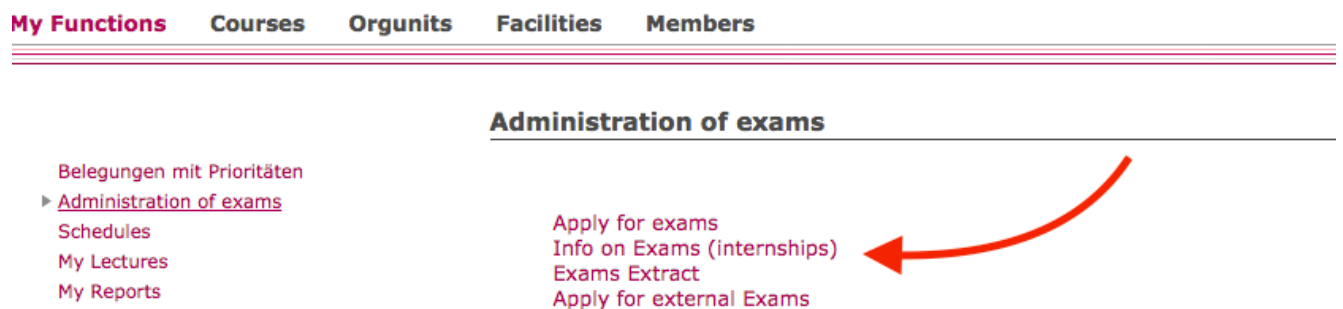 My Functions Courses Orgunits Facilities Members
Administration of exams
Belegungen mit Prioritäten
Administration of exams
Schedules
My Lectures
My Reports
Apply for exams
Info on Exams (internships)
Exams Extract
Apply for external Exams